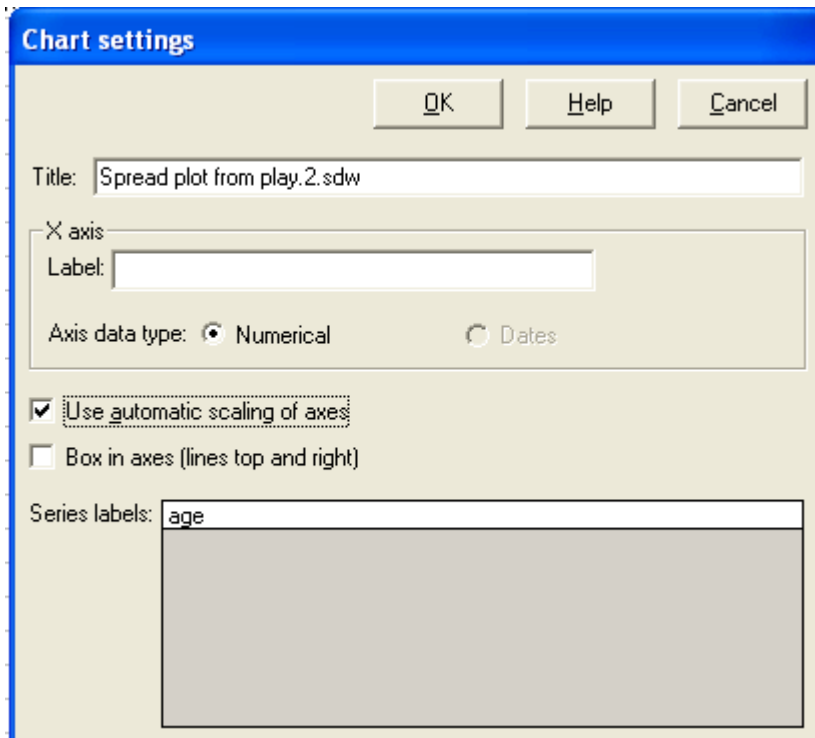 Chart settings
OK Help Cancel
Title: Spread plot from play.2.sdw
X axis
Label:
Axis data type: Numerical Dates
Use automatic scaling of axes
Box in axes (lines top and right)
Series labels: age